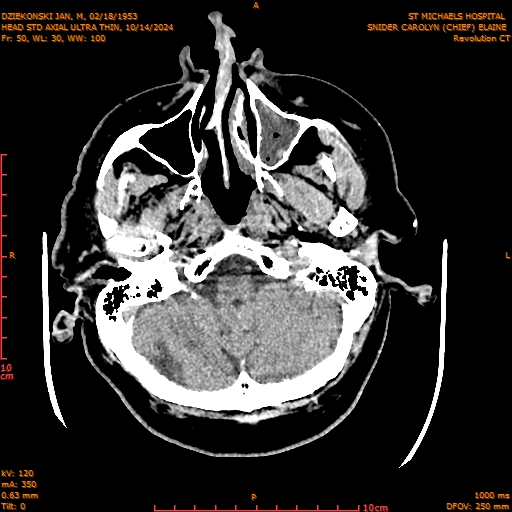 A
DZIEKONSKI JAN, M, 02/18/1953
HEAD STD AXIAL ULTRA THIN, 10/14/2024
Fr: 50, WL: 30, WW: 100
ST MICHAELS HOSPITAL
SNIDER CAROLYN (CHIEF) ELAINE
Revolution CT
R
L
10
cm
kV: 120
mA: 350
0.63 mm
Tilt: 0
P
10cm
1000 ms
DFOV: 250 mm